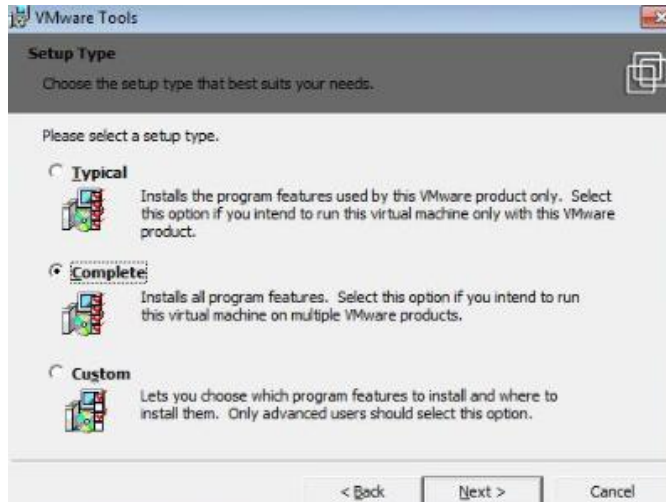 VMware Tools
Setup Type
Choose the setup type that best suits your needs.
Please select a setup type.
Typical
Installs the program features used by this VMware product only. Select
this option if you intend to run this virtual machine only with this VMware
product.
Complete
Installs all program features. Select this option if you intend to run
this virtual machine on multiple VMware products.
Custom
Lets you choose which program features to install and where to
install them. Only advanced users should select this option.
< Back Next > Cancel